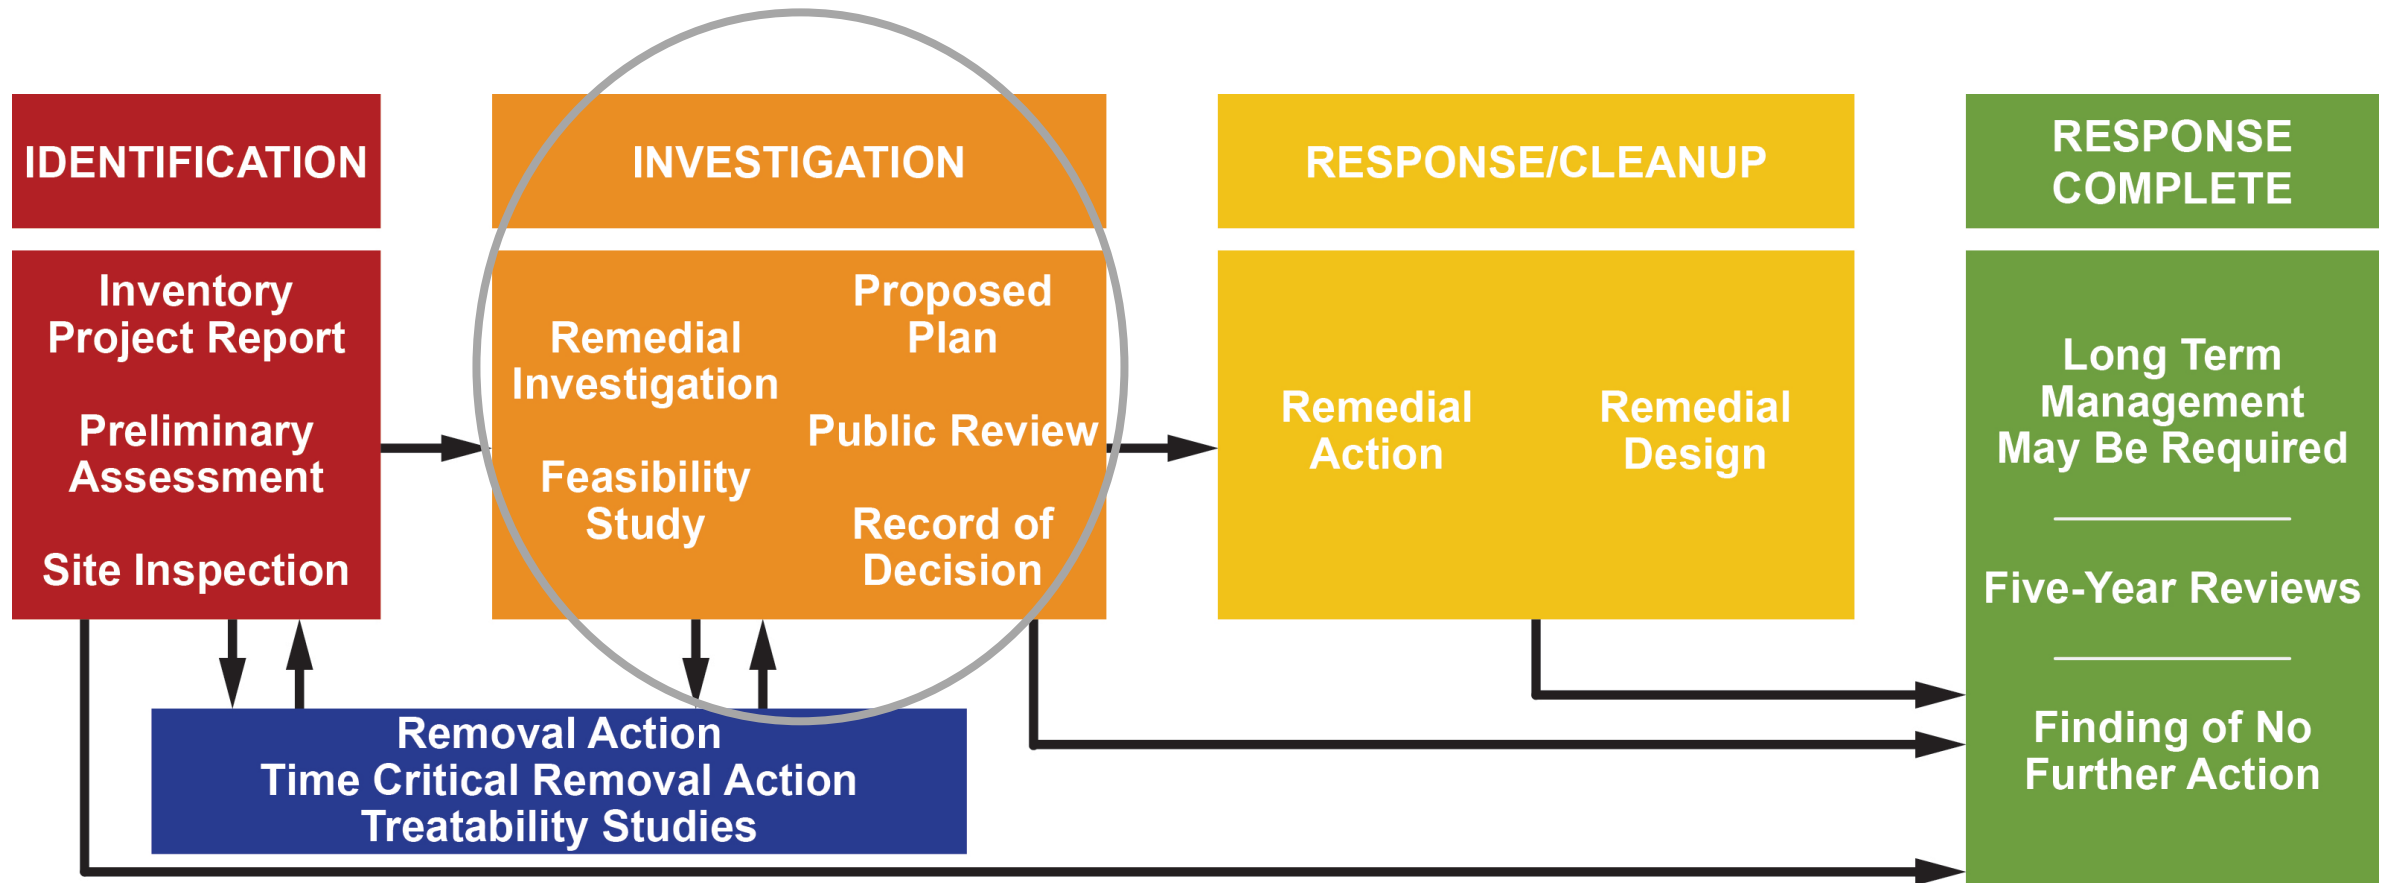 IDENTIFICATION
Inventory
Project Report
Preliminary
Assessment
Site Inspection
INVESTIGATION
Remedial
Investigation
Feasibility
Study
Proposed
Plan
Public Review
Record of
Decision
RESPONSE/CLEANUP
Remedial
Action
Remedial
Design
RESPONSE
COMPLETE
Long Term
Management
May Be Required
Five-Year Reviews
Finding of No
Further Action
Removal Action
Time Critical Removal Action
Treatability Studies